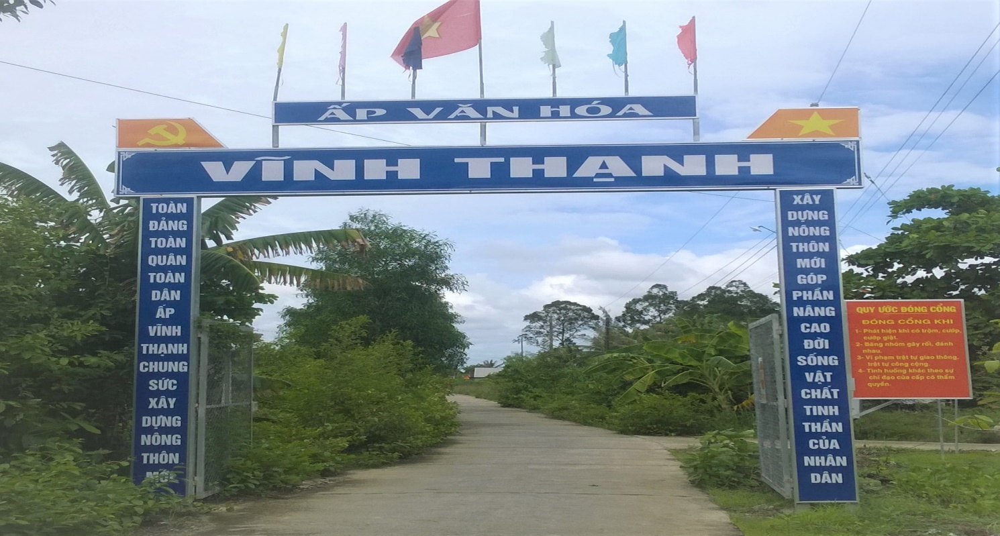 ẤP VĂN HÓA
VĨNH THẠNH
TOÀN
ĐẢNG
TOÀN
QUÂN
TOÀN
DÂN
ẤP
VĨNH
THẠNH
CHUNG
SỨC
XÂY
DỰNG
NÔNG
THÔN
MỚI
XÂY
DỰNG
NÔNG
THÔN
MỚI
GÓP
PHẦN
NÂNG
CAO
ĐỜI
SỐNG
VẬT
CHẤT
TINH
THẦN
CỦA
NHÂN
DÂN
QUY ƯỚC ĐÓNG CỔNG
ĐÓNG CỔNG KHI
1- Phát hiện khi có trộm, cướp,
cướp giật.
2- Băng nhóm gây rối, đánh
nhau.
3- Vi phạm trật tự giao thông,
trật tự công cộng.
4- Tình huống khác theo sự
chỉ đạo của cấp có thẩm
quyền.